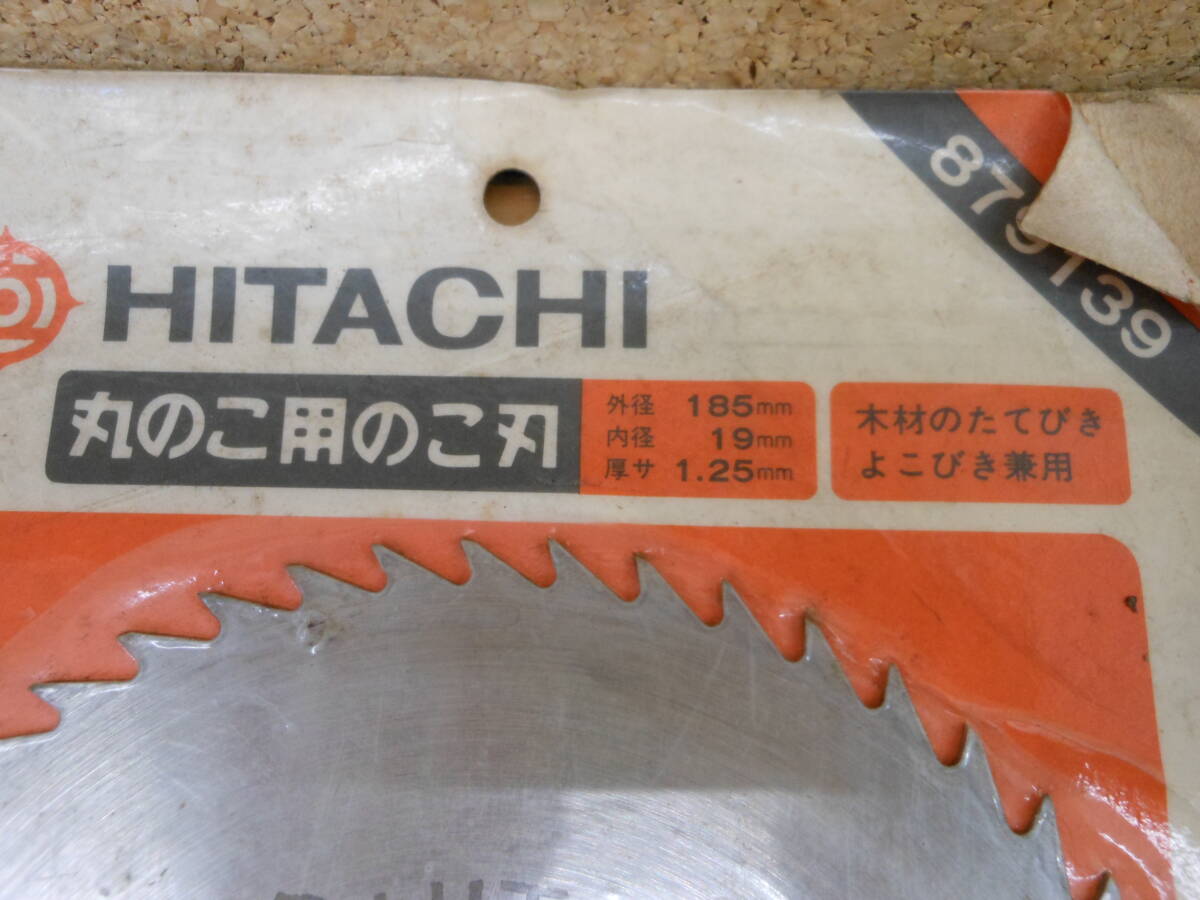 879139
HITACHI
丸のこ用のこ刃
外径 185mm
内径 19mm
厚サ 1.25mm
木材のたてびき
よこびき兼用